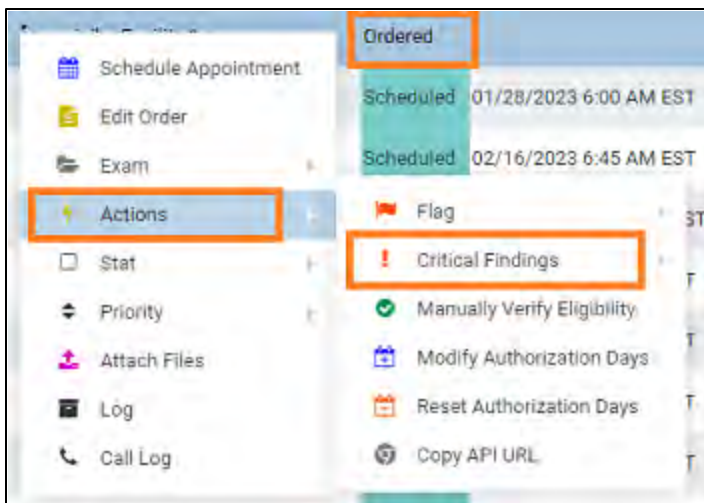 Ordered
Schedule Appointment
Edit Order
Exam
Actions
Stat
Priority
Attach Files
Log
Call Log
Scheduled 01/28/2023 6:00 AM EST
Scheduled 02/16/2023 6:45 AM EST
Flag
ST
Critical Findings
T
Manually Verify Eligibility
Modify Authorization Days
T
Reset Authorization Days
T
Copy API URL
T